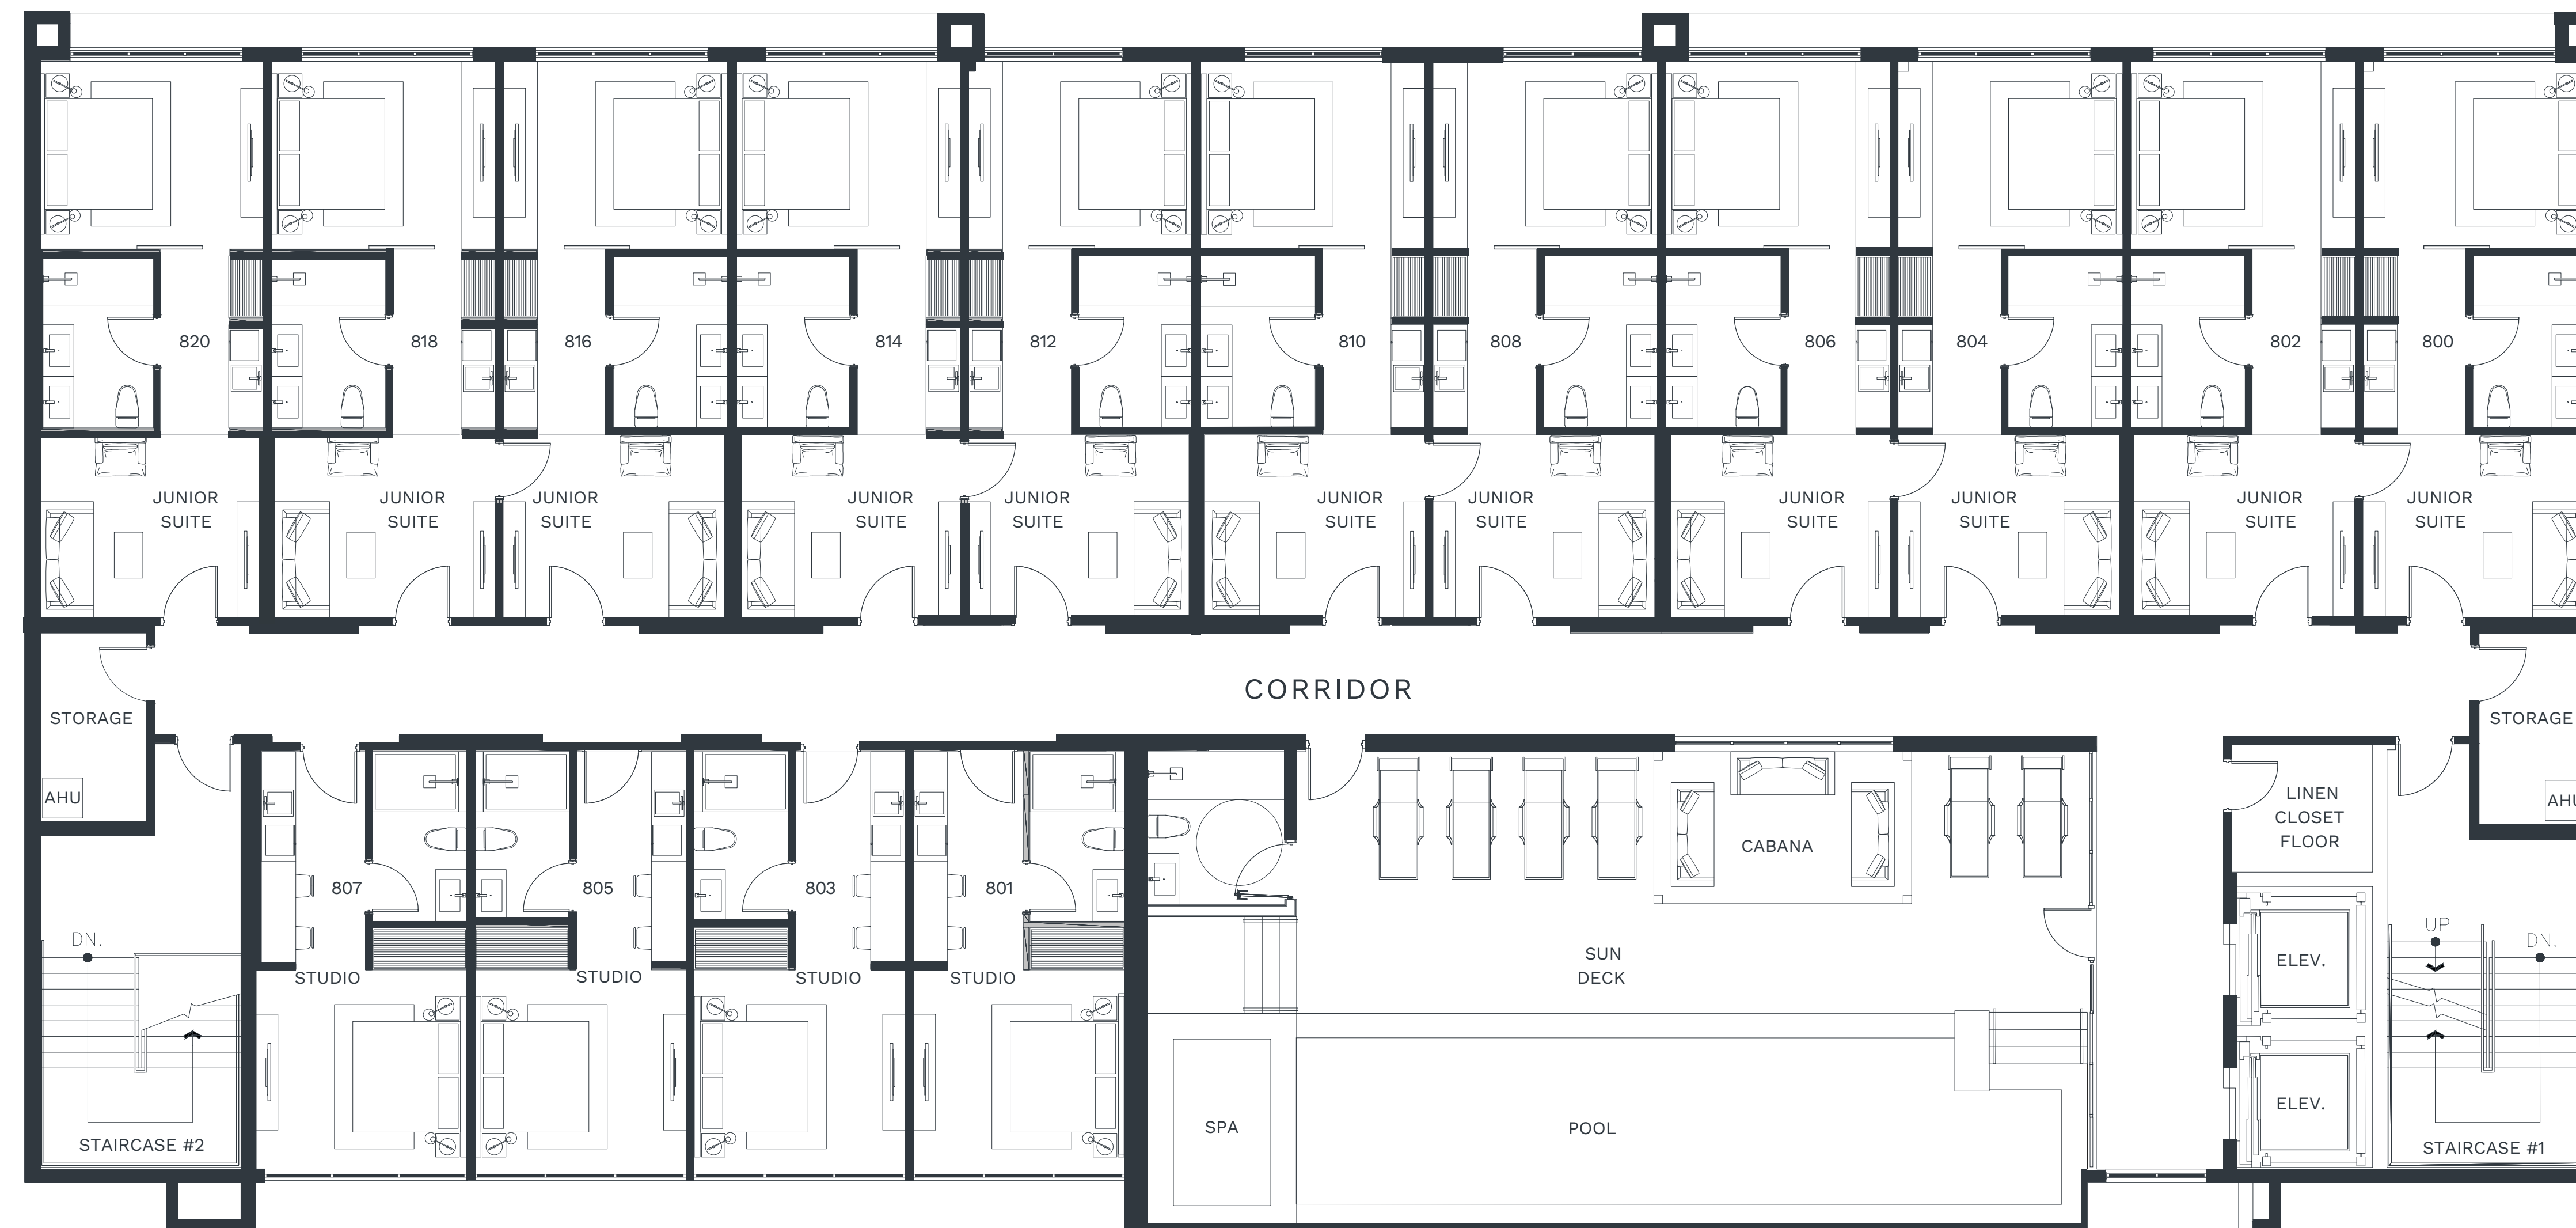 820
818
816
814
812
810
808
806
804
802
800
JUNIOR
SUITE
JUNIOR
SUITE
JUNIOR
SUITE
JUNIOR
SUITE
JUNIOR
SUITE
JUNIOR
SUITE
JUNIOR
SUITE
JUNIOR
SUITE
JUNIOR
SUITE
JUNIOR
SUITE
JUNIOR
SUITE
CORRIDOR
STORAGE
STORAGE
AHU
AHU
LINEN
CLOSET
FLOOR
CABANA
807
805
803
801
DN.
UP
DN.
STUDIO
STUDIO
STUDIO
STUDIO
SUN
DECK
ELEV.
ELEV.
SPA
POOL
STAIRCASE #2
STAIRCASE #1